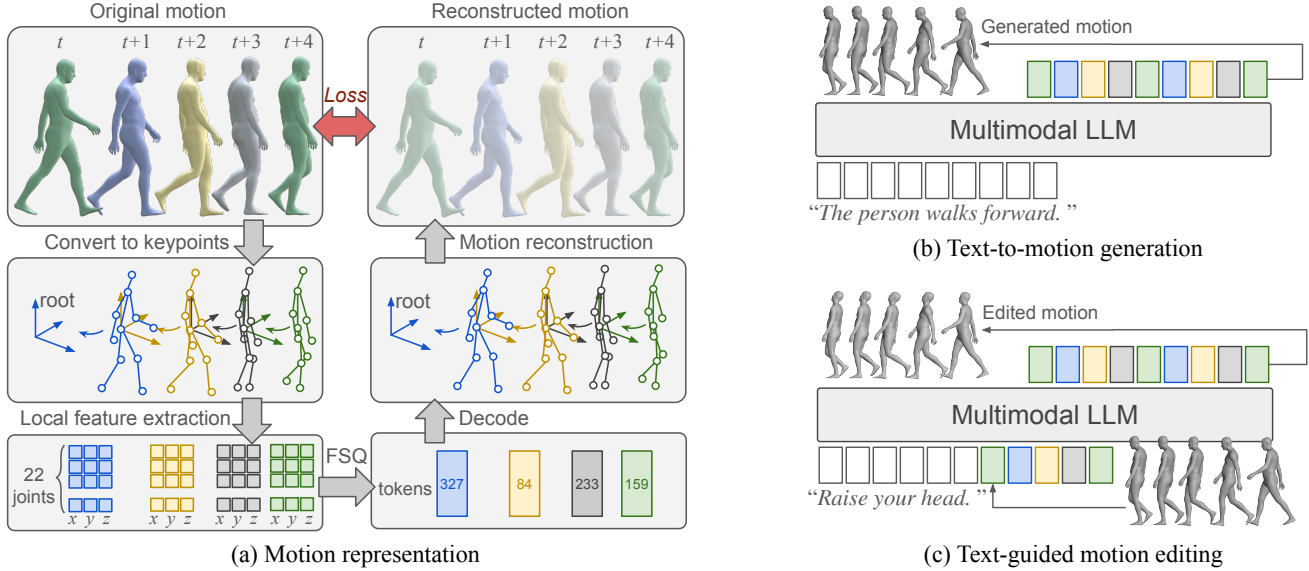 Original motion
t
t+1
t+2
t+3
t+4
Loss
Reconstructed motion
t
t+1
t+2
t+3
t+4
Convert to keypoints
Motion reconstruction
root
root
Local feature extraction
Decode
22
joints
x y z
x y z
x y z
x y z
FSQ
tokens
327
84
233
159
(a) Motion representation
Generated motion
Multimodal LLM
“The person walks forward. ”
(b) Text-to-motion generation
Edited motion
Multimodal LLM
“Raise your head. ”
(c) Text-guided motion editing